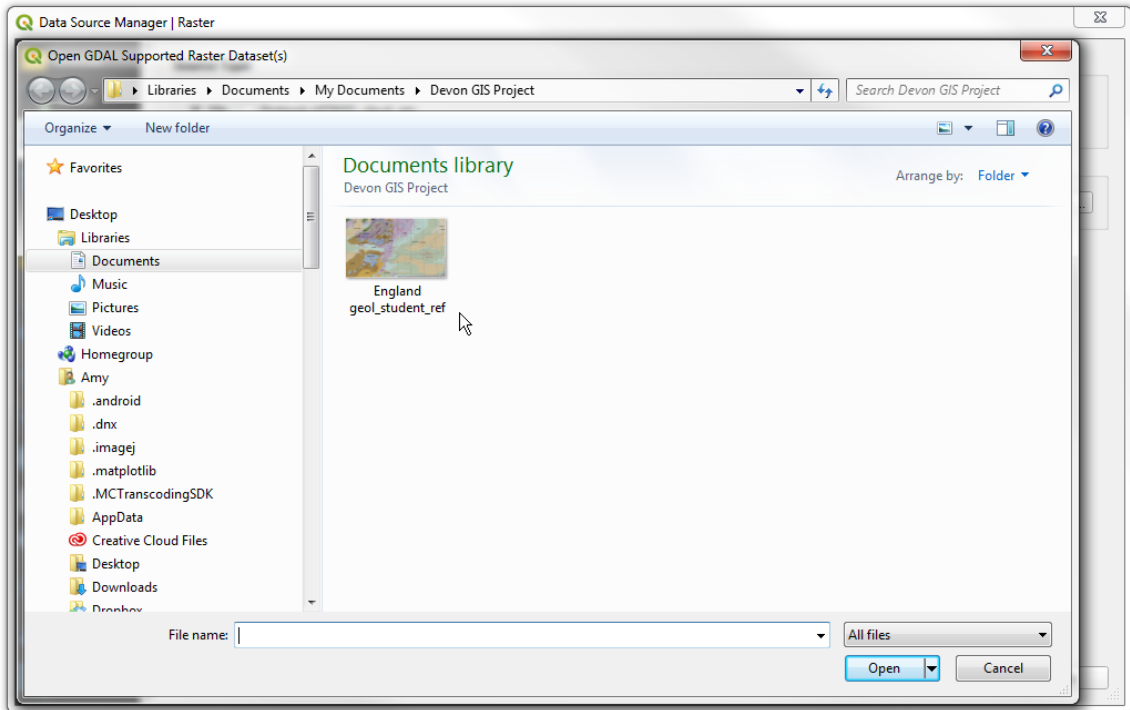 Data Source Manager | Raster
Open GDAL Supported Raster Dataset(s)
Libraries Documents My Documents Devon GIS Project
Search Devon GIS Project
Organize New folder
Favorites
Desktop
Libraries
Documents
Music
Pictures
Videos
Homegroup
Amy
.android
.dnx
.imagej
.matplotlib
.MCTranscodingSDK
AppData
Creative Cloud Files
Desktop
Downloads
Dropbox
Documents library
Devon GIS Project
Arrange by: Folder
England
geol_student_ref
File name:
All files
Open Cancel